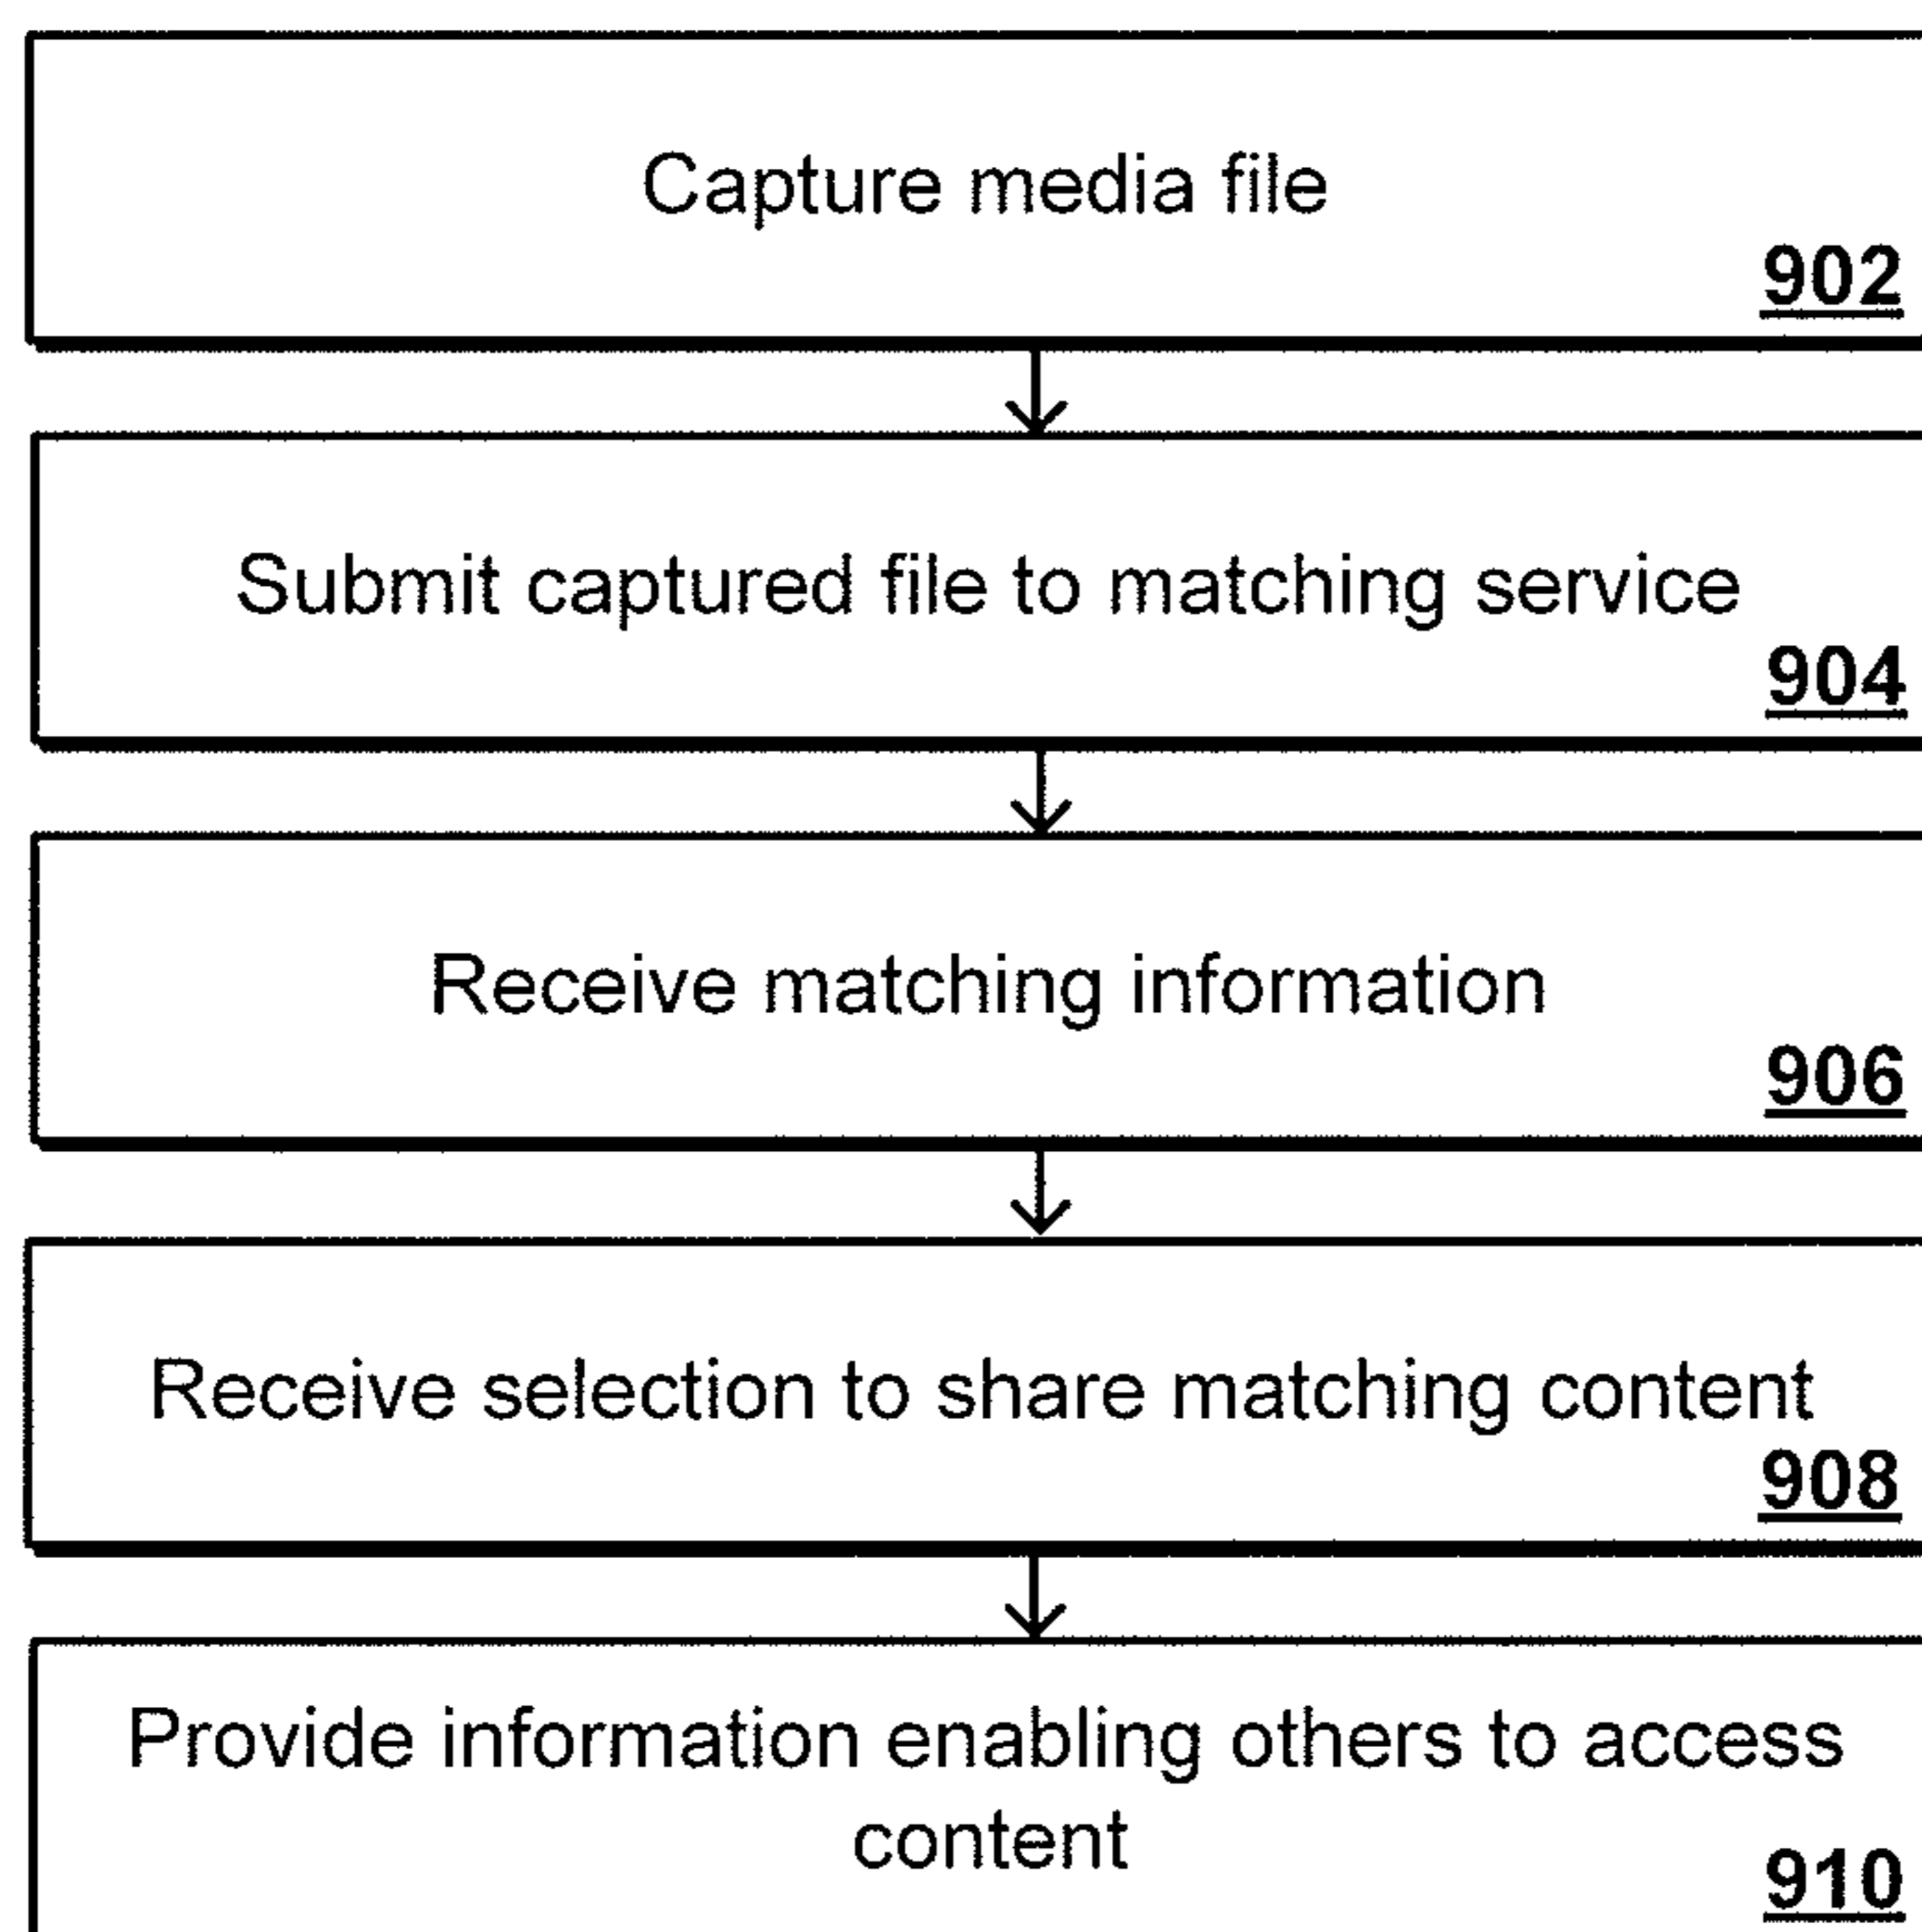 Capture media file
902
Submit captured file to matching service
904
Receive matching information
906
Receive selection to share matching content
908
Provide information enabling others to access
content
910